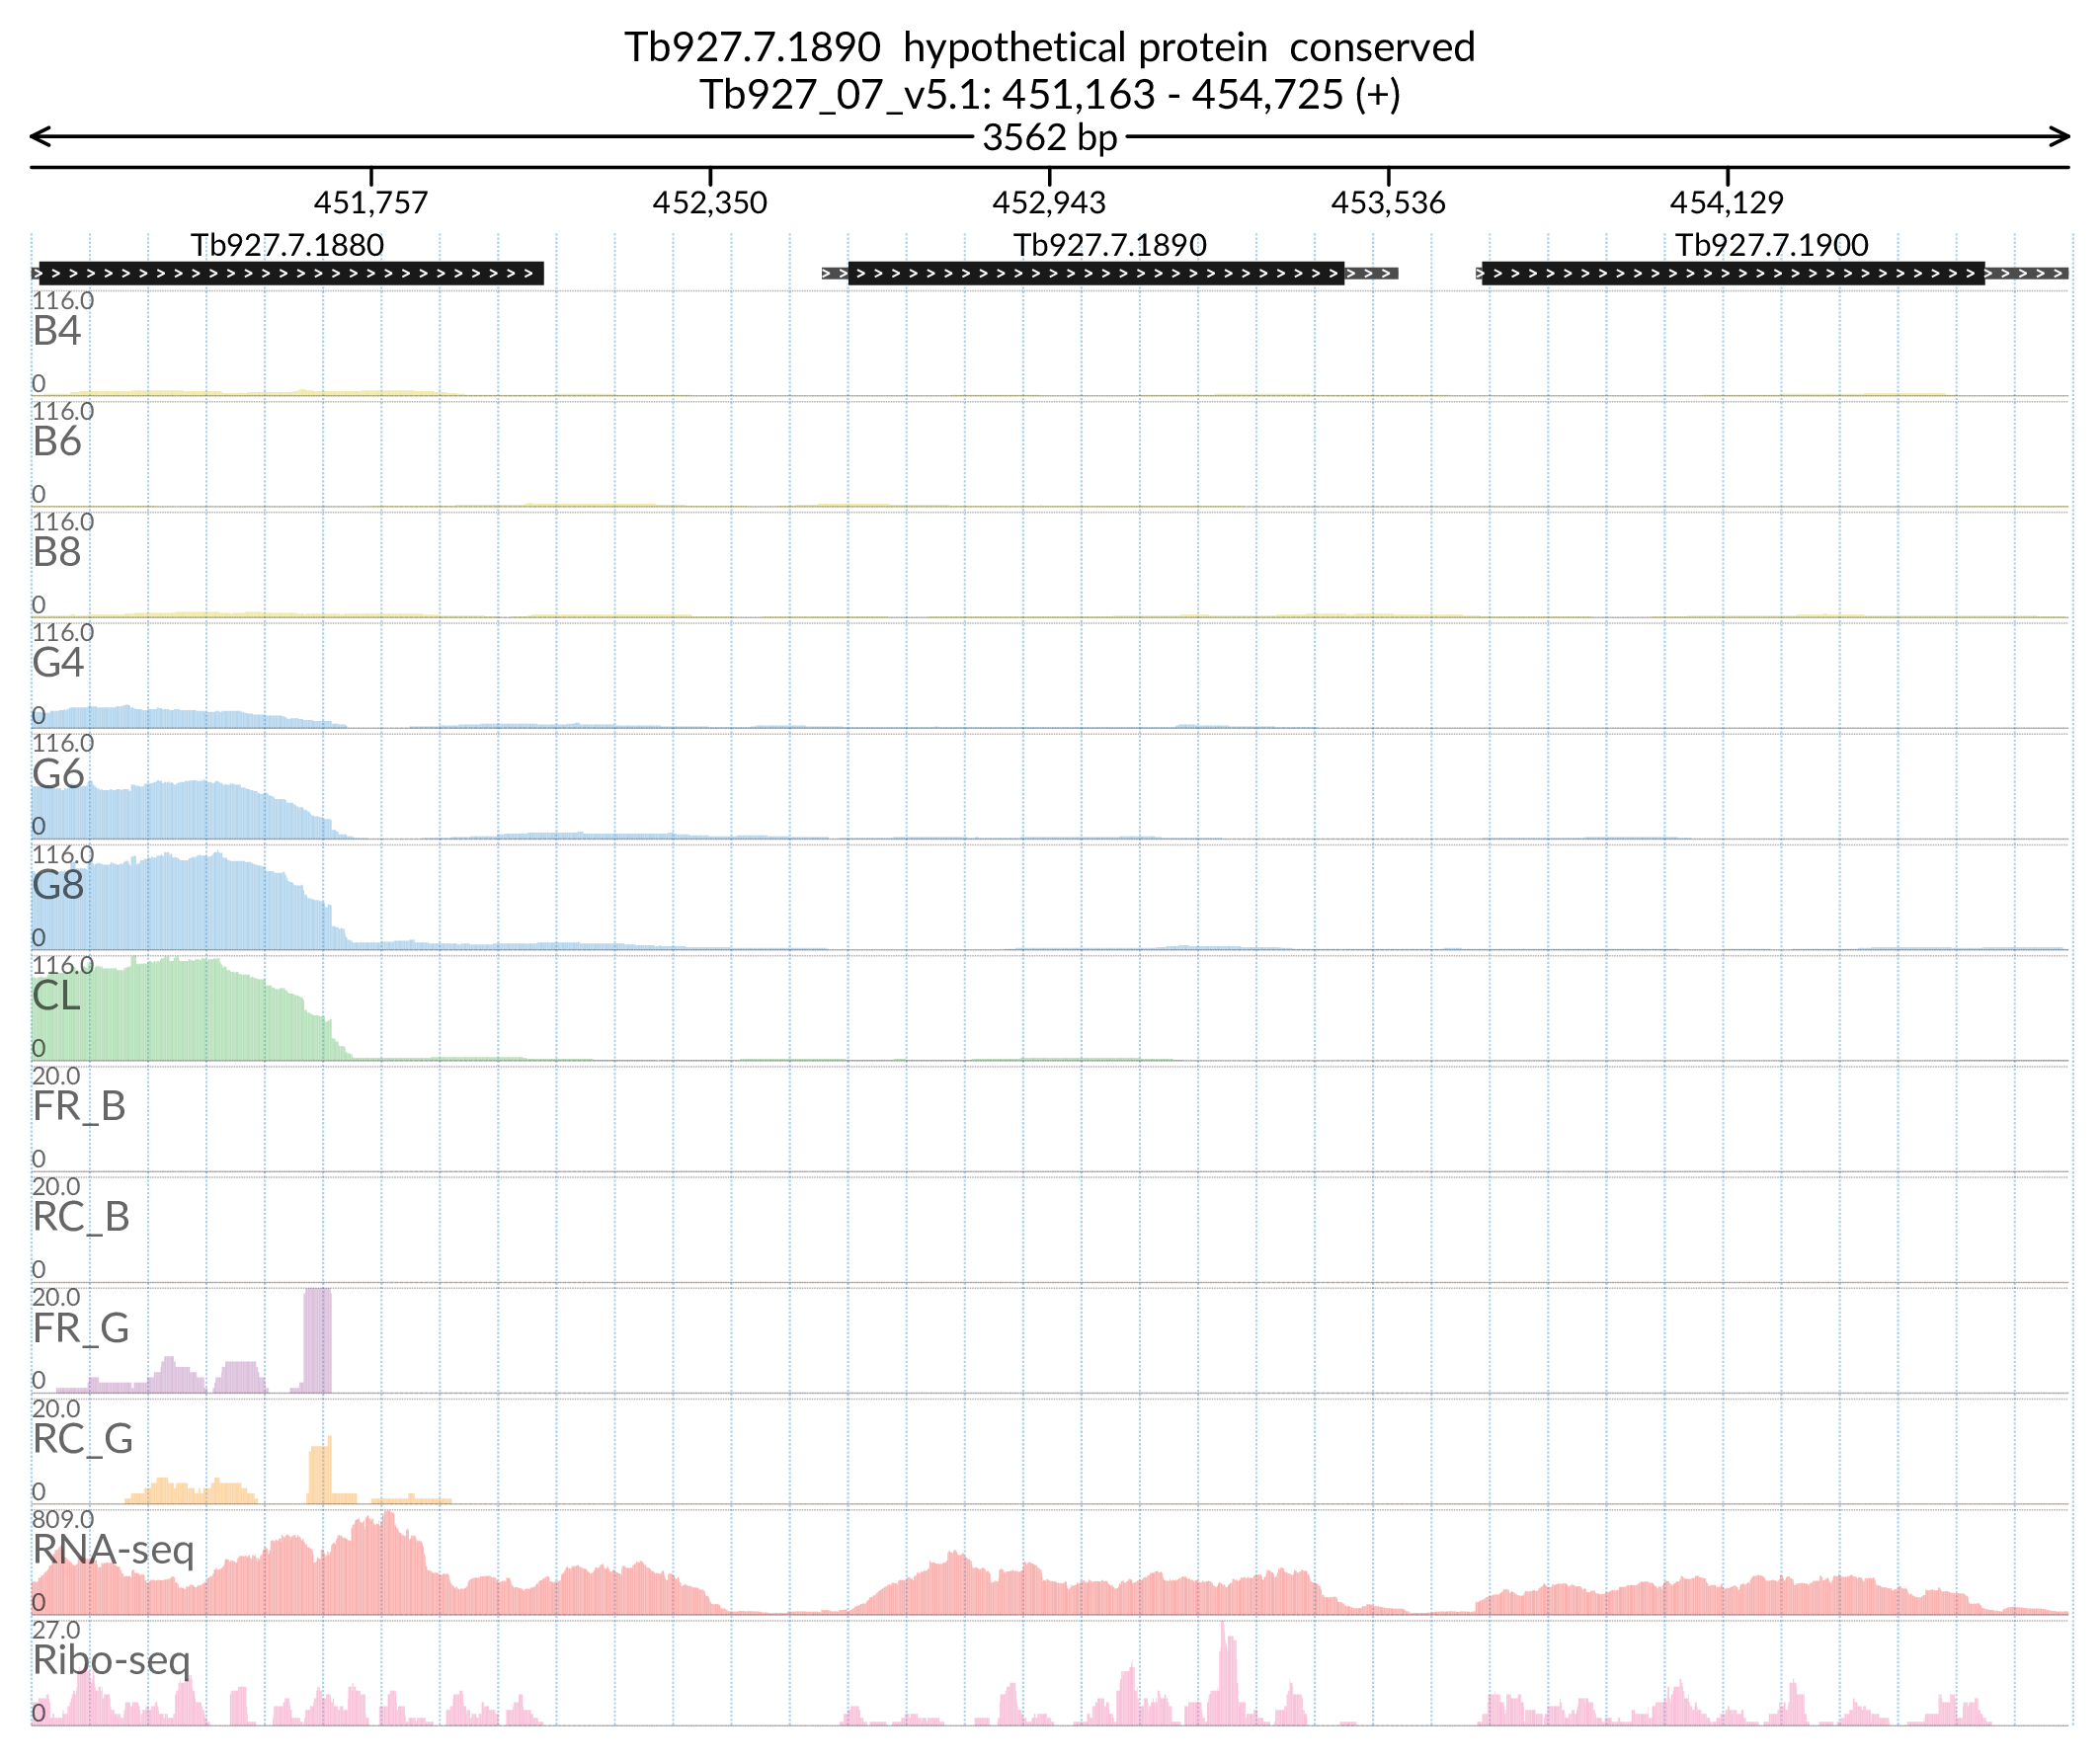 Tb927.7.1890 hypothetical protein conserved
Tb927_07_v5.1: 451,163 - 454,725 (+)
3562 bp
451,757 452,350 452,943 453,536 454,129
Tb927.7.1880 Tb927.7.1890 Tb927.7.1900
116.0
B4
0
116.0
B6
0
116.0
B8
0
116.0
G4
0
116.0
G6
0
116.0
G8
0
116.0
CL
0
20.0
FR_B
0
20.0
RC_B
0
20.0
FR_G
0
20.0
RC_G
0
809.0
RNA-seq
0
27.0
Ribo-seq
0